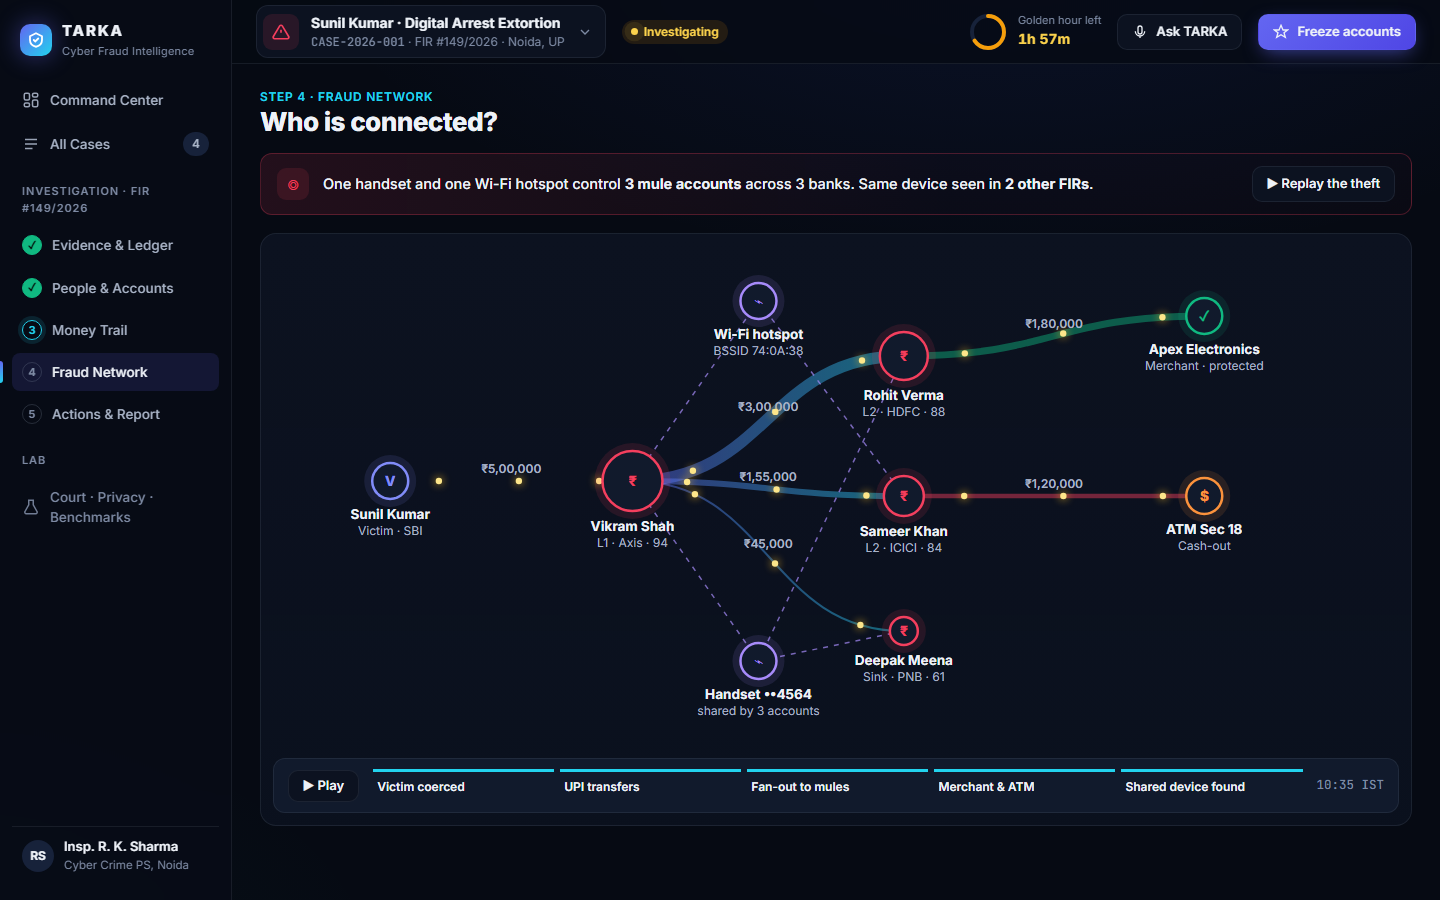 TARKA
Cyber Fraud Intelligence
Command Center
All Cases 4
INVESTIGATION · FIR
#149/2026
✓ Evidence & Ledger
✓ People & Accounts
3 Money Trail
4 Fraud Network
5 Actions & Report
LAB
Court · Privacy ·
Benchmarks
RS
Insp. R. K. Sharma
Cyber Crime PS, Noida
Sunil Kumar · Digital Arrest Extortion
CASE-2026-001 · FIR #149/2026 · Noida, UP
Investigating
Golden hour left
1h 57m
Ask TARKA
Freeze accounts
STEP 4 · FRAUD NETWORK
Who is connected?
One handset and one Wi-Fi hotspot control 3 mule accounts across 3 banks. Same device seen in 2 other FIRs.
▶ Replay the theft
Wi-Fi hotspot
BSSID 74:0A:38
₹
Rohit Verma
L2 · HDFC · 88
₹1,80,000
✓
Apex Electronics
Merchant · protected
₹3,00,000
V
Sunil Kumar
Victim · SBI
₹5,00,000
₹
Vikram Shah
L1 · Axis · 94
₹1,55,000
₹
Sameer Khan
L2 · ICICI · 84
₹1,20,000
$
ATM Sec 18
Cash-out
₹45,000
₹
Deepak Meena
Sink · PNB · 61
Handset ••4564
shared by 3 accounts
▶ Play
Victim coerced
UPI transfers
Fan-out to mules
Merchant & ATM
Shared device found
10:35 IST